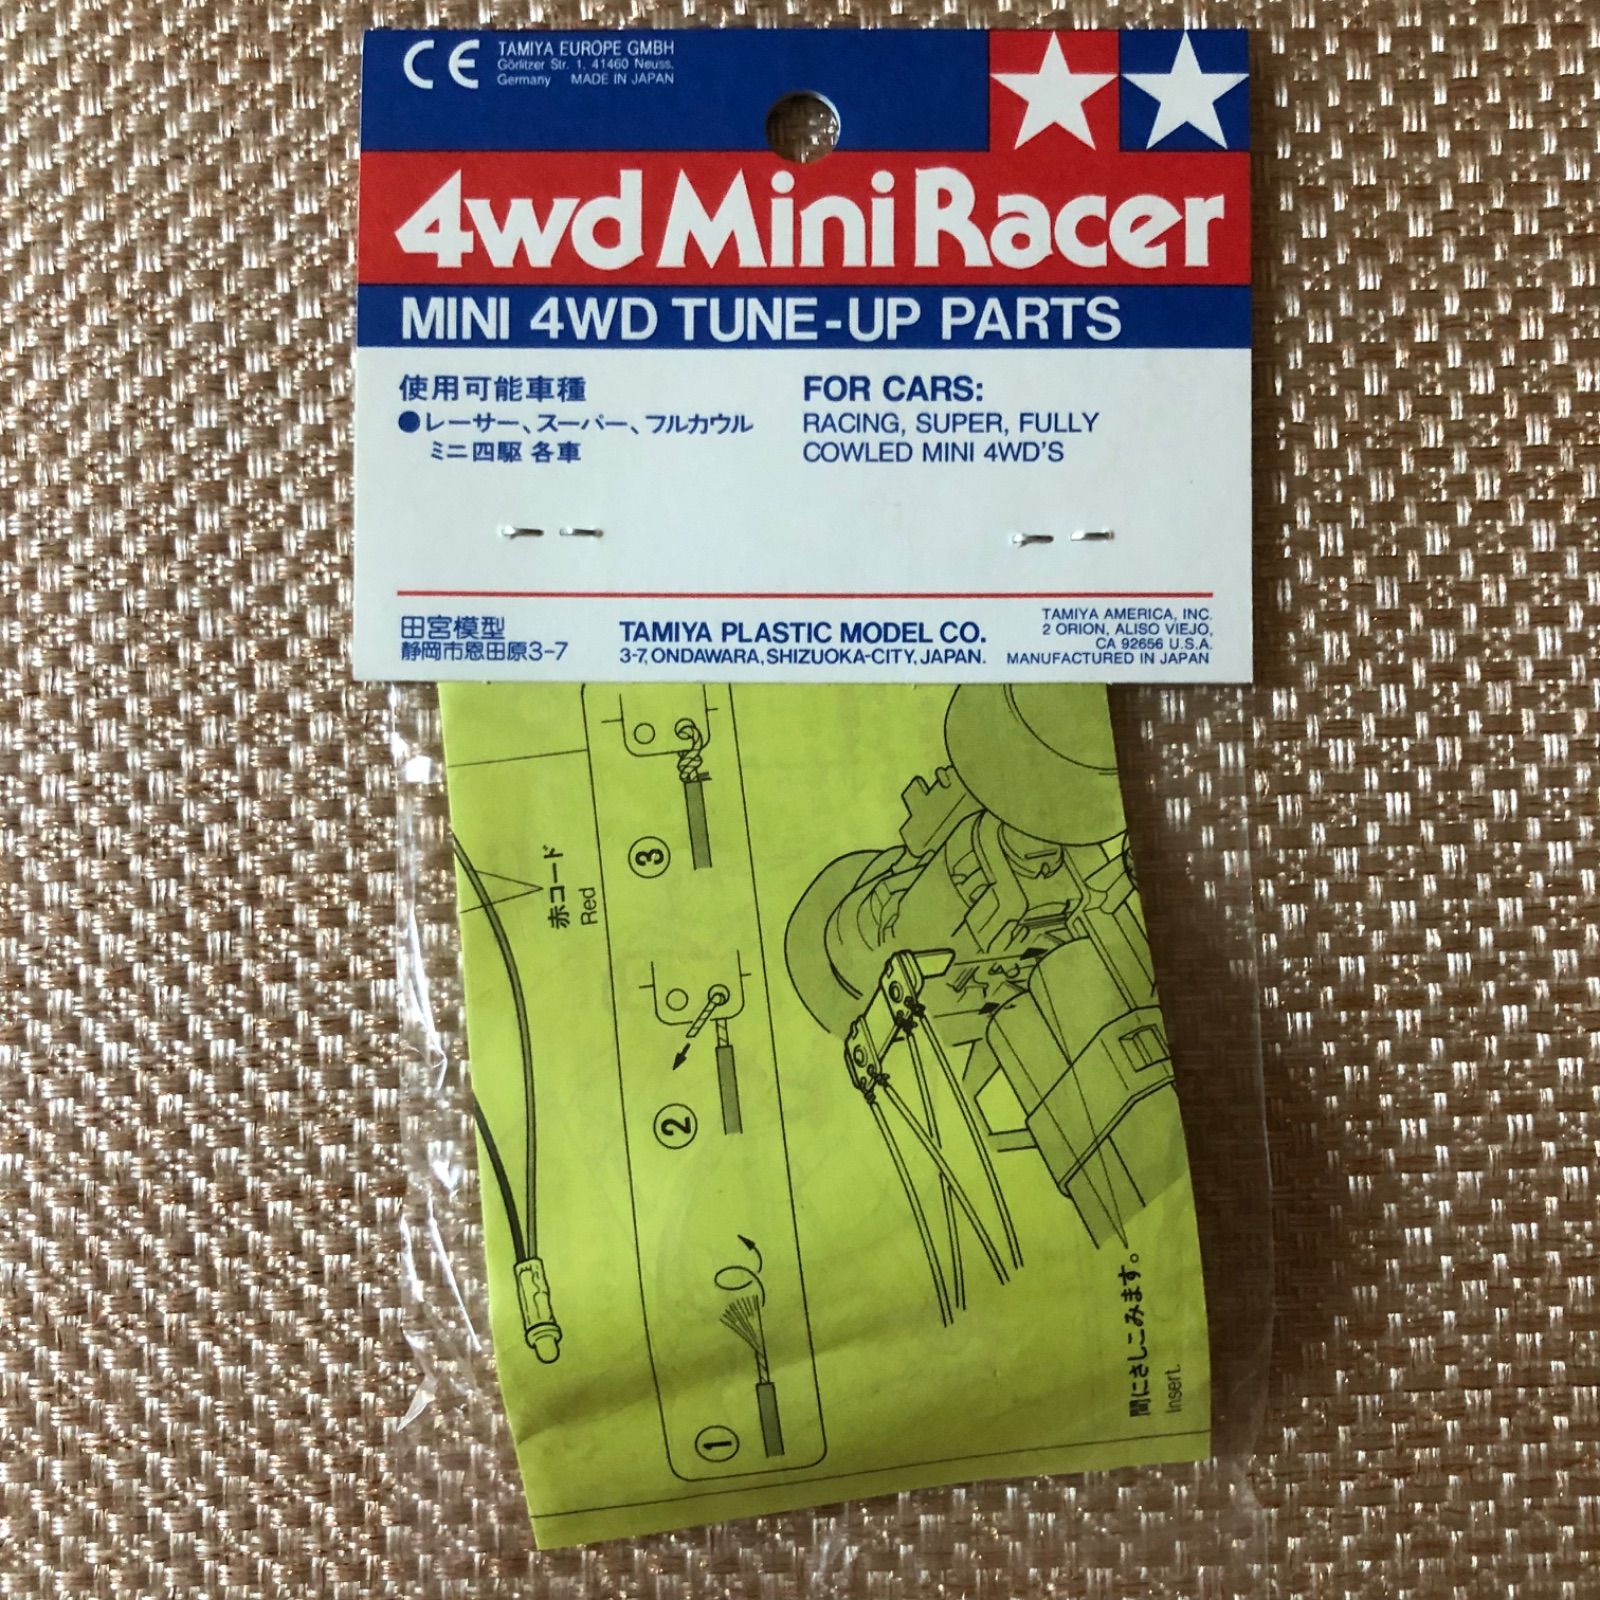 CE
TAMIYA EUROPE GMBH
Görlitzer Str. 1, 41460 Neuss.
Germany MADE IN JAPAN
4wd Mini Racer
MINI 4WD TUNE-UP PARTS
使用可能車種
●レーサー、スーパー、フルカウル
ミニ四駆 各車
FOR CARS:
RACING, SUPER, FULLY
COWLED MINI 4WD'S
田宮模型
静岡市恩田原3-7
TAMIYA PLASTIC MODEL CO.
3-7, ONDAWARA, SHIZUOKA-CITY, JAPAN.
TAMIYA AMERICA, INC.
2 ORION, ALISO VIEJO,
CA 92656 U.S.A.
MANUFACTURED IN JAPAN
赤コード
Red
③
②
①
間にさしこみます。
Insert.